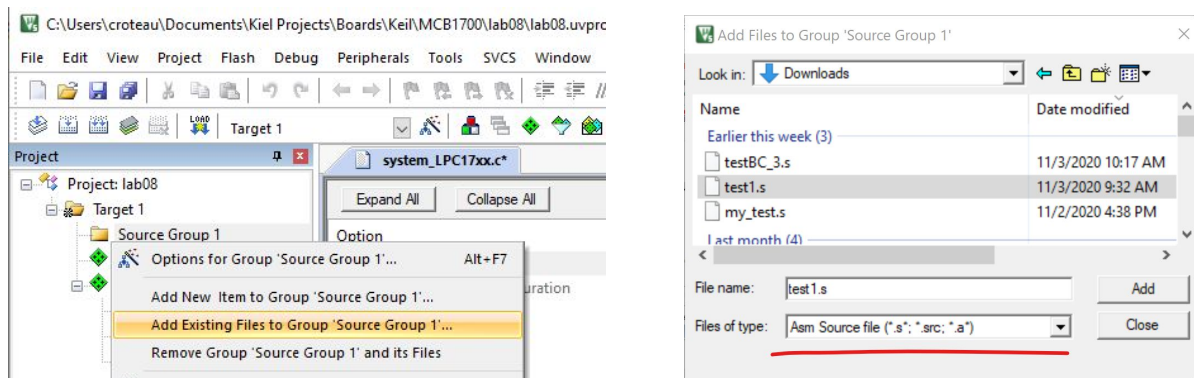 C:\Users\croteau\Documents\Kiel Projects\Boards\Keil\MCB1700\lab08\lab08.uvpro
File Edit View Project Flash Debug Peripherals Tools SVCS Window
LOAD
Target 1
Project
system_LPC17xx.c*
Project: lab08
Expand All Collapse All
Target 1
Source Group 1
Option
Options for Group 'Source Group 1'... Alt+F7
Add New Item to Group 'Source Group 1'...
uration
Add Existing Files to Group 'Source Group 1'...
Remove Group 'Source Group 1' and its Files
Add Files to Group 'Source Group 1'
Look in: Downloads
Name Date modified
Earlier this week (3)
testBC_3.s 11/3/2020 10:17 AM
test1.s 11/3/2020 9:32 AM
my_test.s 11/2/2020 4:38 PM
Last month (4)
File name: test1.s Add
Files of type: Asm Source file (*.s*; *.src; *.a*) Close